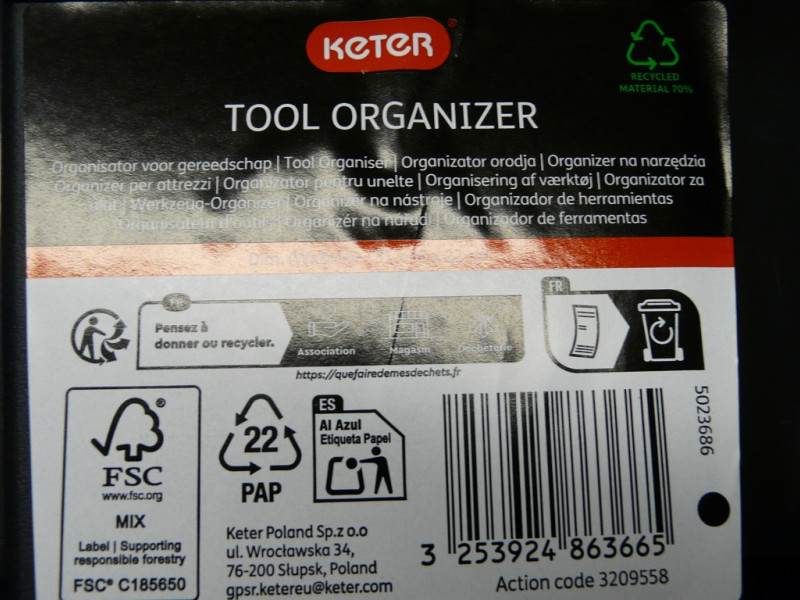 KETER®
RECYCLED
MATERIAL 70%
TOOL ORGANIZER
Organisator voor gereedschap | Tool Organiser | Organizator orodja | Organizer na narzędzia
Organizer per attrezzi | Organizator pentru unelte | Organisering af værktøj | Organizator za
alat | Werkzeug-Organizer | Organizér na nástroje | Organizador de herramientas
Organisateur d'outils | Organizér na nářadí | Organizador de ferramentas
FR
Pensez à
donner ou recycler.
Association
Magasin
Déchèterie
https://quefairedemesdechets.fr
FR
FSC®
www.fsc.org
MIX
Label | Supporting
responsible forestry
FSC® C185650
22
PAP
ES
Al Azul
Etiqueta Papel
Keter Poland Sp.z o.o
ul. Wrocławska 34,
76-200 Słupsk, Poland
gpsr.ketereu@keter.com
3 253924 863665
Action code 3209558
5023686